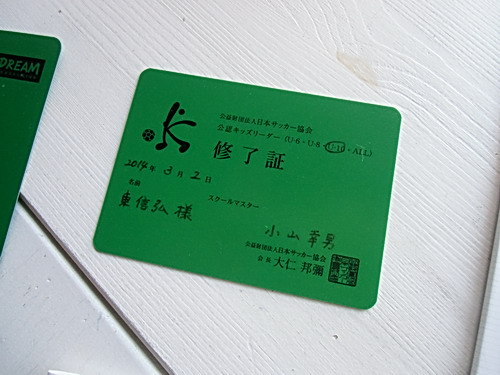 DREAM
公益財団法人日本サッカー協会
公認キッズリーダー（U-6・U-8・U-10・ALL）
修了証
2014年 3月 2日
名前
東信弘様
スクールマスター
小山幸男
公益財団法人日本サッカー協会
会長 大仁 邦彌